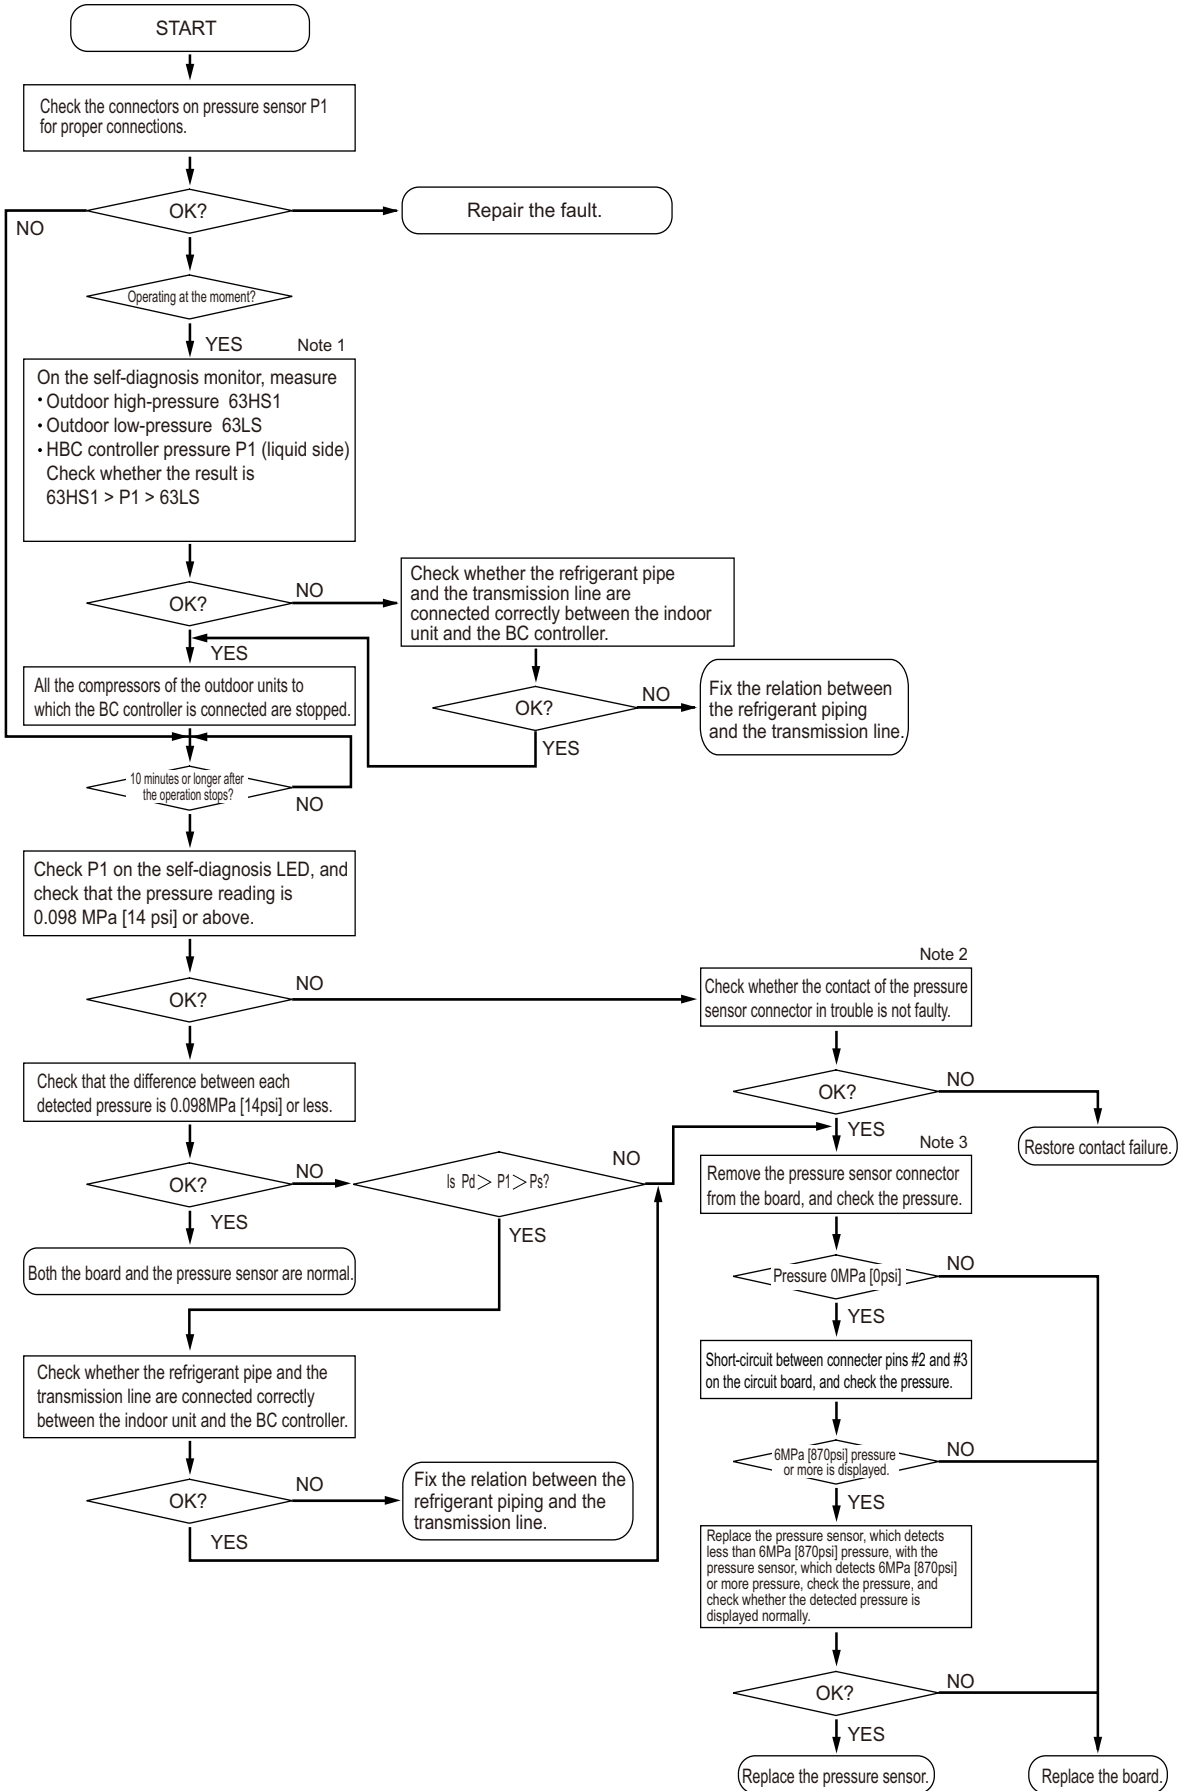 START
Check the connectors on pressure sensor P1
for proper connections.
OK?
NO
Repair the fault.
Operating at the moment?
YES
Note 1
On the self-diagnosis monitor, measure
• Outdoor high-pressure 63HS1
• Outdoor low-pressure 63LS
• HBC controller pressure P1 (liquid side)
Check whether the result is
63HS1 > P1 > 63LS
OK?
NO
YES
Check whether the refrigerant pipe
and the transmission line are
connected correctly between the indoor
unit and the BC controller.
OK?
NO
YES
Fix the relation between
the refrigerant piping
and the transmission line.
All the compressors of the outdoor units to
which the BC controller is connected are stopped.
10 minutes or longer after
the operation stops?
NO
Check P1 on the self-diagnosis LED, and
check that the pressure reading is
0.098 MPa [14 psi] or above.
OK?
NO
Note 2
Check whether the contact of the pressure
sensor connector in trouble is not faulty.
OK?
NO
YES
Restore contact failure.
Check that the difference between each
detected pressure is 0.098MPa [14psi] or less.
OK?
NO
YES
Is Pd＞P1＞Ps?
NO
YES
Both the board and the pressure sensor are normal.
Note 3
Remove the pressure sensor connector
from the board, and check the pressure.
Pressure 0MPa [0psi]
NO
YES
Check whether the refrigerant pipe and the
transmission line are connected correctly
between the indoor unit and the BC controller.
OK?
NO
YES
Fix the relation between the
refrigerant piping and the
transmission line.
Short-circuit between connecter pins #2 and #3
on the circuit board, and check the pressure.
6MPa [870psi] pressure
or more is displayed.
NO
YES
Replace the pressure sensor, which detects
less than 6MPa [870psi] pressure, with the
pressure sensor, which detects 6MPa [870psi]
or more pressure, check the pressure, and
check whether the detected pressure is
displayed normally.
OK?
NO
YES
Replace the pressure sensor.
Replace the board.